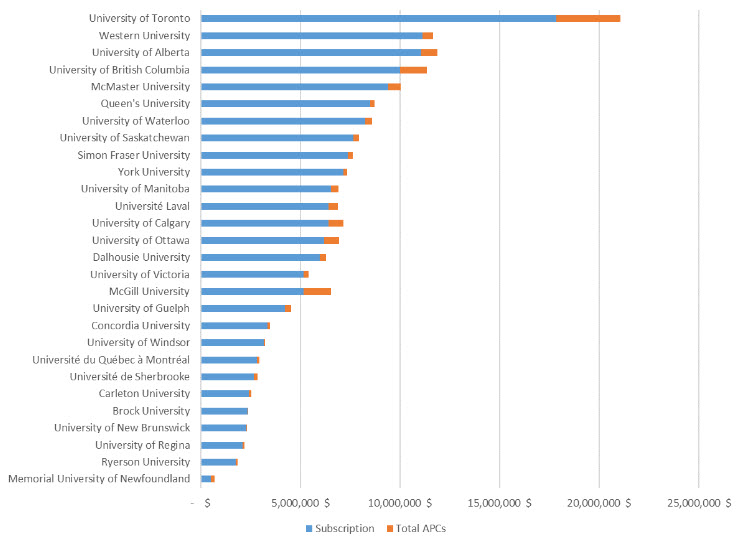 University of Toronto
Western University
University of Alberta
University of British Columbia
McMaster University
Queen's University
University of Waterloo
University of Saskatchewan
Simon Fraser University
York University
University of Manitoba
Université Laval
University of Calgary
University of Ottawa
Dalhousie University
University of Victoria
McGill University
University of Guelph
Concordia University
University of Windsor
Université du Québec à Montréal
Université de Sherbrooke
Carleton University
Brock University
University of New Brunswick
University of Regina
Ryerson University
Memorial University of Newfoundland
- $ 5,000,000 $ 10,000,000 $ 15,000,000 $ 20,000,000 $ 25,000,000 $
Subscription Total APCs